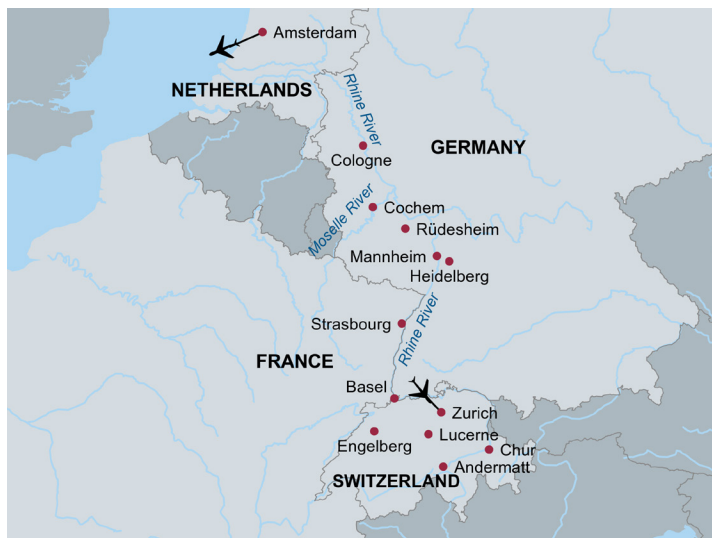 Amsterdam
NETHERLANDS
Rhine River
GERMANY
Cologne
Moselle River
Cochem
Rüdesheim
Mannheim
Heidelberg
Strasbourg
Rhine River
FRANCE
Basel
Zurich
Engelberg
Lucerne
Chur
Andermatt
SWITZERLAND